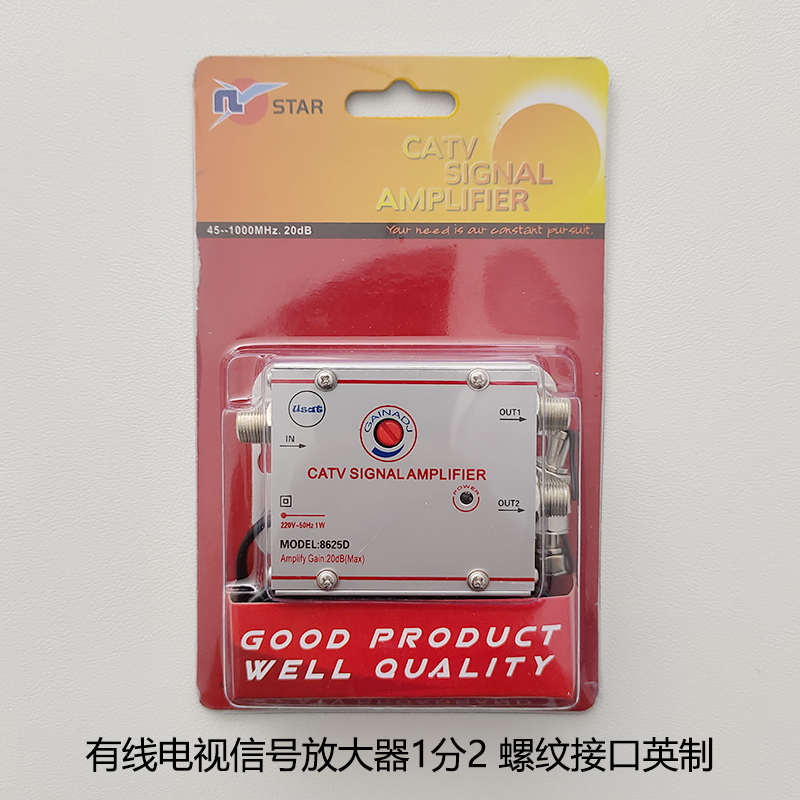 STAR
CATV
SIGNAL
AMPLIFIER
45--1000MHz. 20dB
Your need is our constant pursuit.
Usat
GAINADJ
OUT1
IN
CATV SIGNAL AMPLIFIER
POWER
OUT2
220V~50Hz 1W
MODEL:8625D
Amplify Gain:20dB(Max)
GOOD PRODUCT
WELL QUALITY
有线电视信号放大器1分2 螺纹接口英制